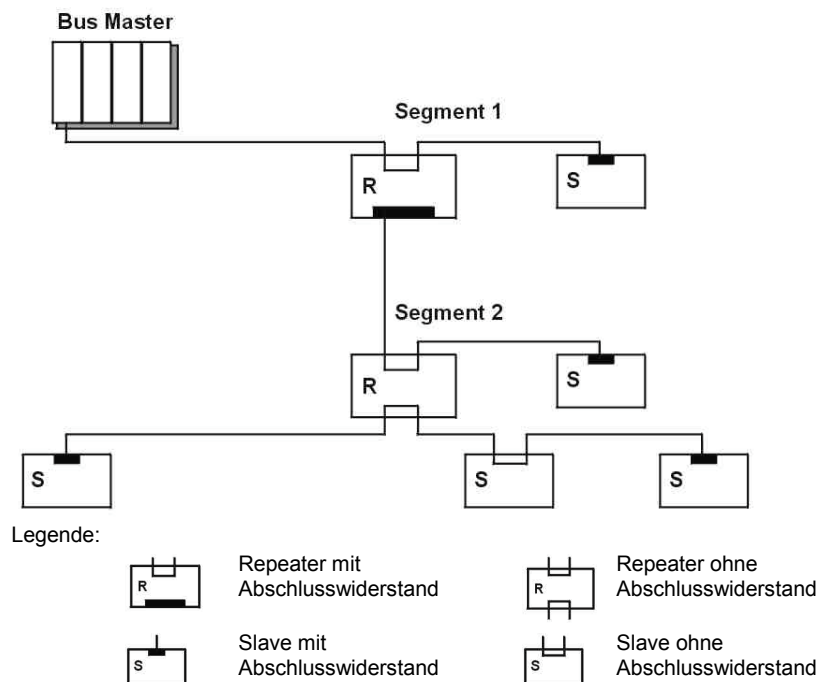 Bus Master
Segment 1
R
S
Segment 2
R
S
S
S
S
Legende:
R
Repeater mit
Abschlusswiderstand
R
Repeater ohne
Abschlusswiderstand
S
Slave mit
Abschlusswiderstand
S
Slave ohne
Abschlusswiderstand